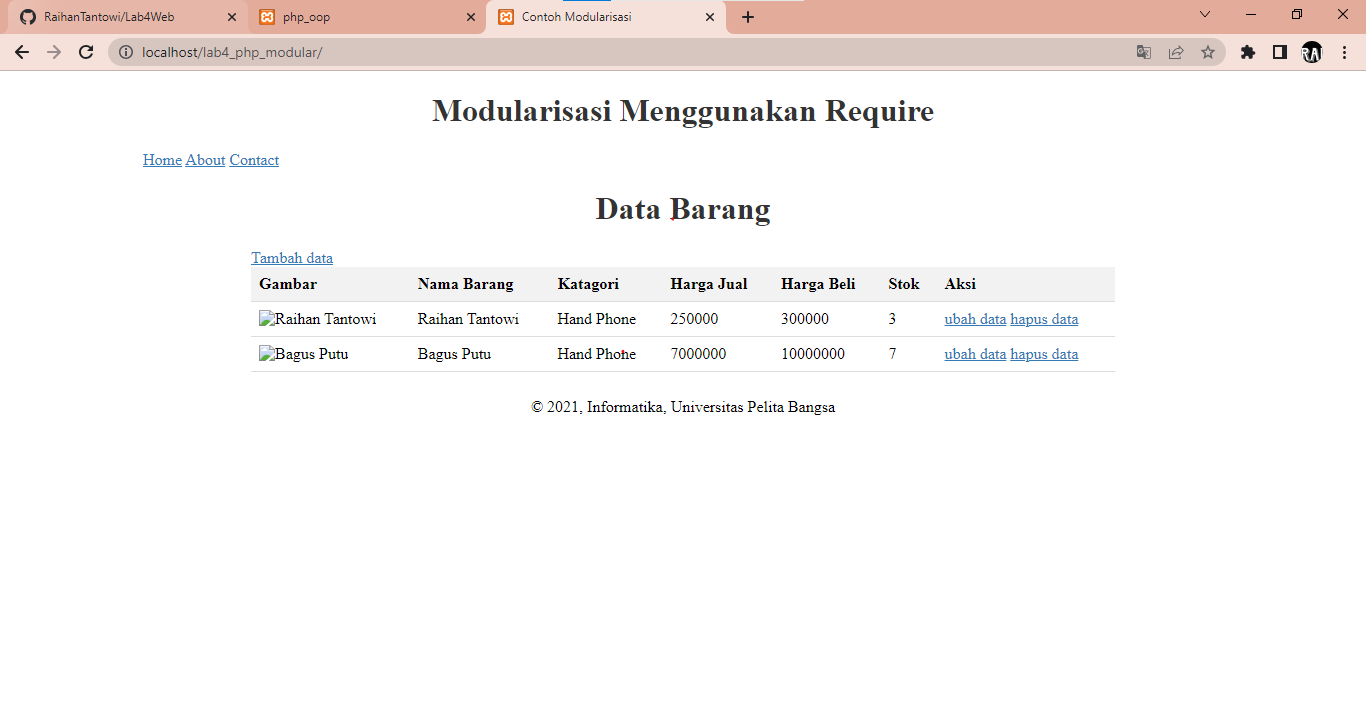 RaihanTantowi/Lab4Web
php_oop
Contoh Modularisasi
localhost/lab4_php_modular/
RAI
Modularisasi Menggunakan Require
Home About Contact
Data Barang
Tambah data
Gambar Nama Barang Katagori Harga Jual Harga Beli Stok Aksi
Raihan Tantowi Raihan Tantowi Hand Phone 250000 300000 3 ubah data hapus data
Bagus Putu Bagus Putu Hand Phone 7000000 10000000 7 ubah data hapus data
© 2021, Informatika, Universitas Pelita Bangsa